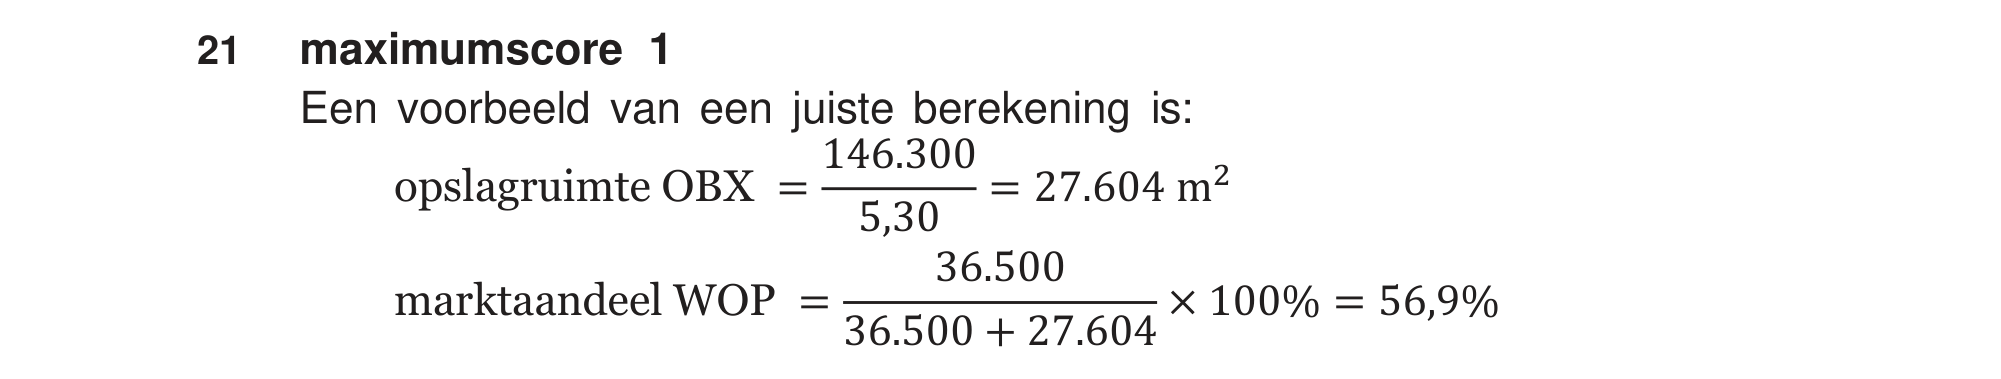 21 maximumscore 1
Een voorbeeld van een juiste berekening is:
opslagruimte OBX = 146.300 / 5,30 = 27.604 m²
marktaandeel WOP = 36.500 / 36.500 + 27.604 × 100% = 56,9%